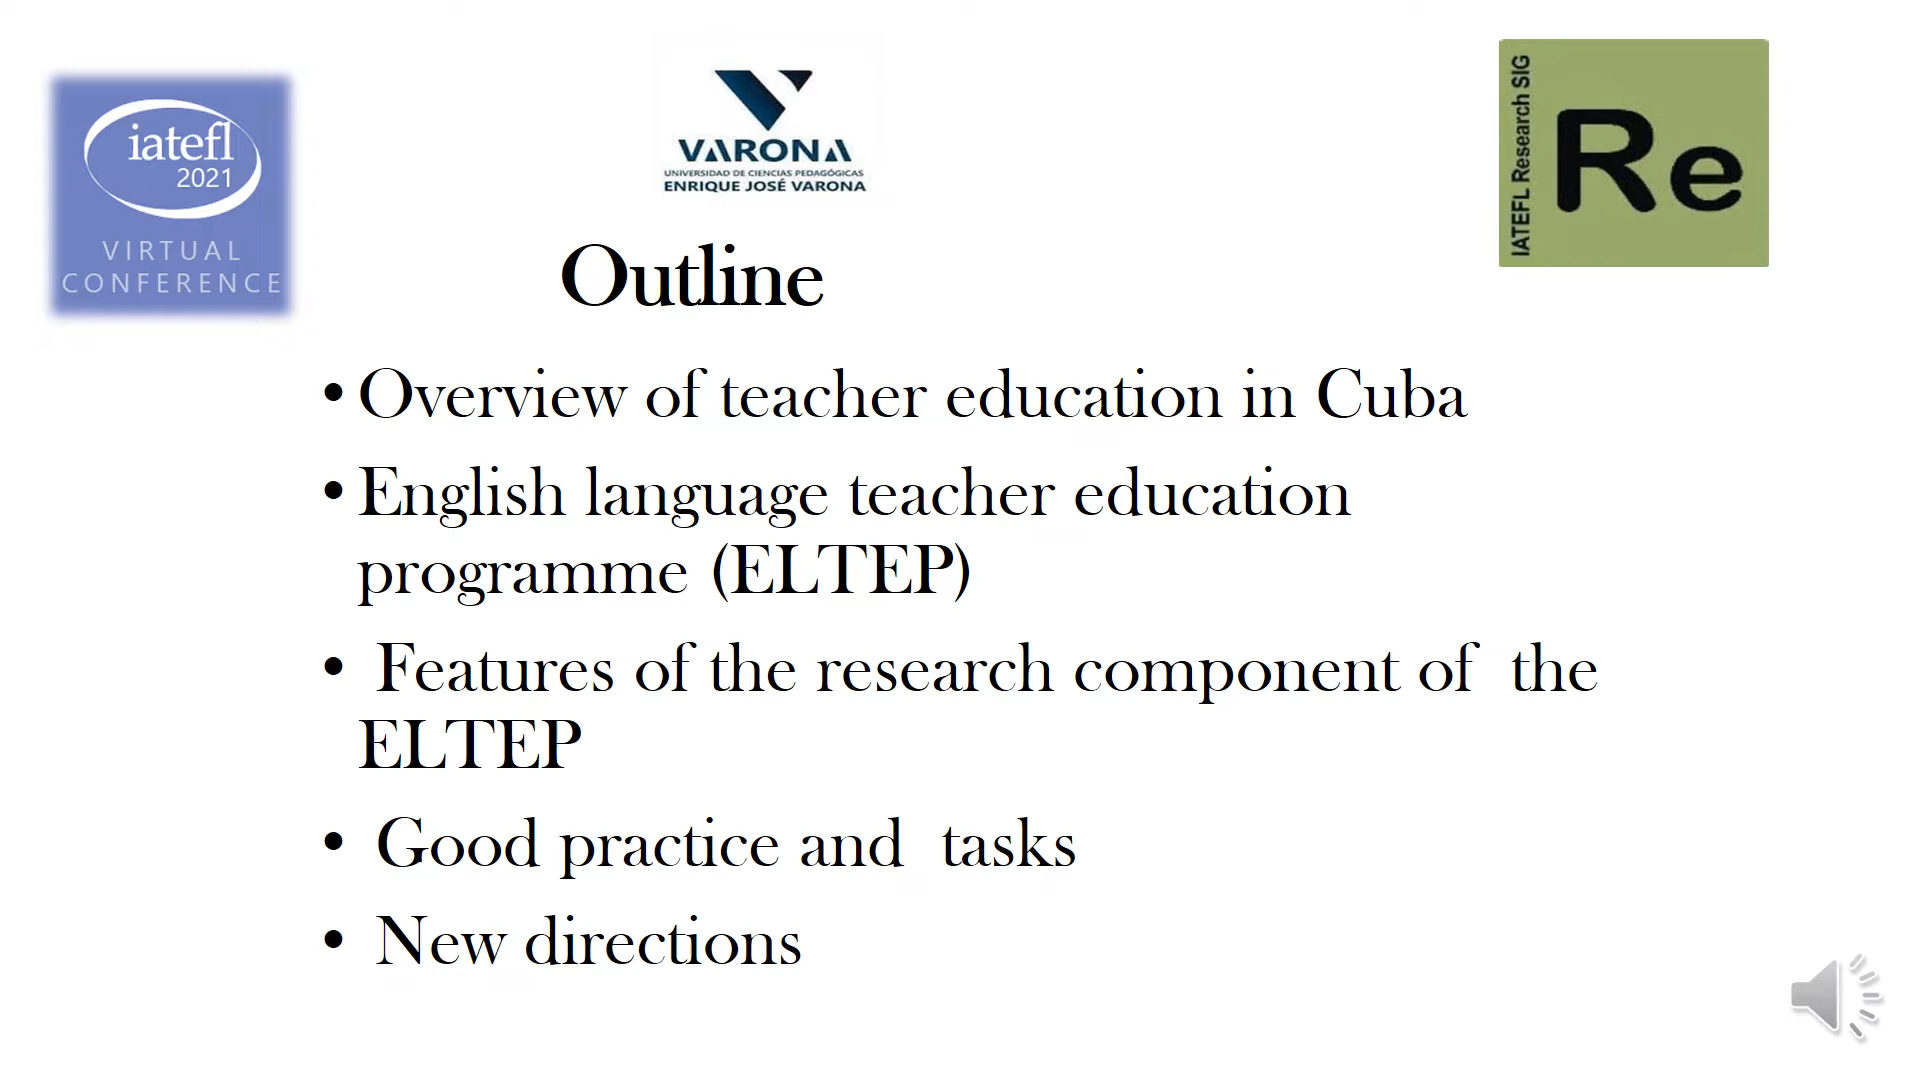 iatefl
2021
VIRTUAL
CONFERENCE
VARONA
UNIVERSIDAD DE CIENCIAS PEDAGÓGICAS
ENRIQUE JOSÉ VARONA
IATEFL Research SIG
Re
Outline
• Overview of teacher education in Cuba
• English language teacher education
programme (ELTEP)
• Features of the research component of the
ELTEP
• Good practice and tasks
• New directions